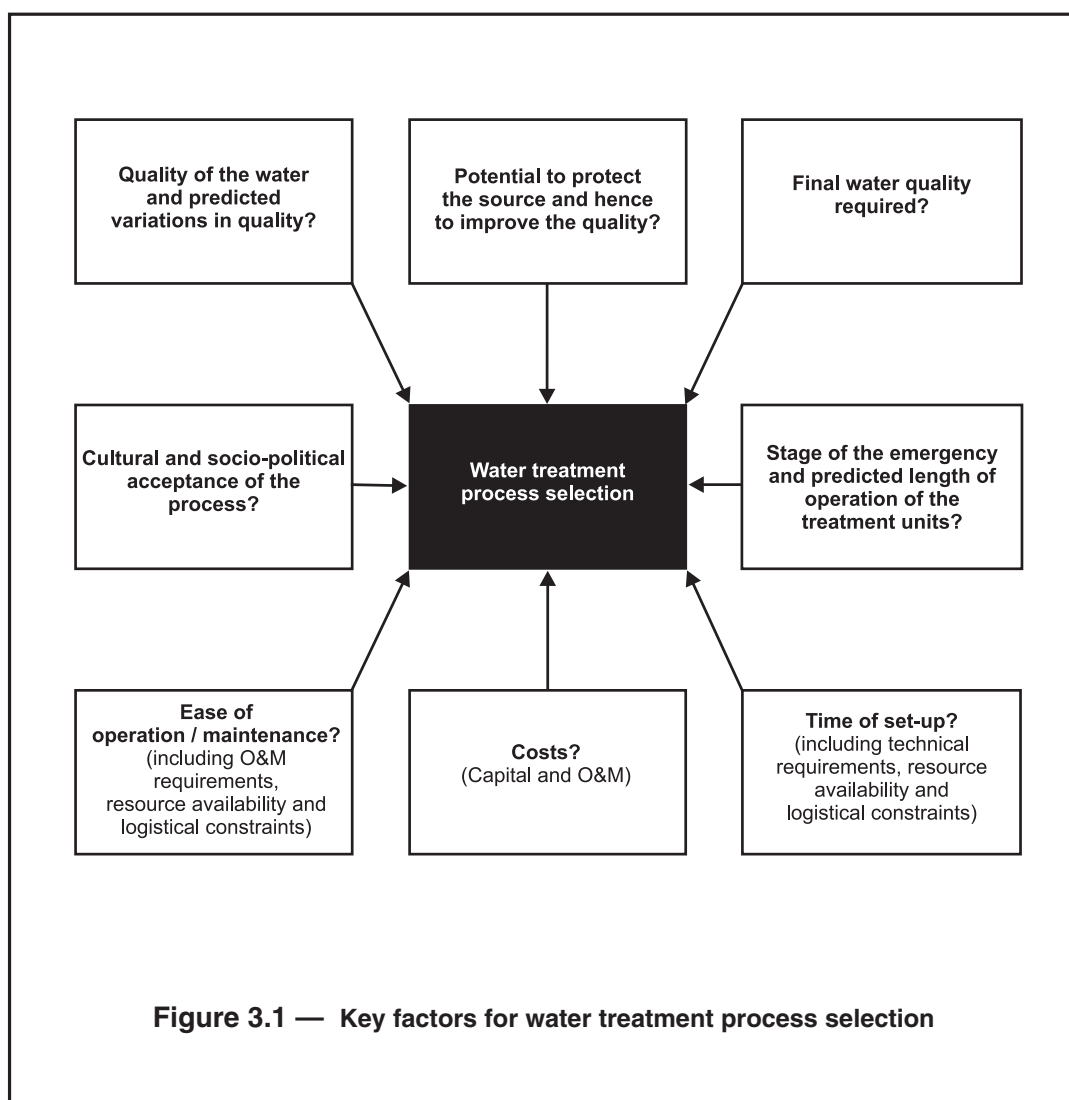 Quality of the water
and predicted
variations in quality?
Potential to protect
the source and hence
to improve the quality?
Final water quality
required?
Cultural and socio-political
acceptance of the
process?
Water treatment
process selection
Stage of the emergency
and predicted length of
operation of the
treatment units?
Ease of
operation / maintenance?
(including O&M
requirements,
resource availability and
logistical constraints)
Costs?
(Capital and O&M)
Time of set-up?
(including technical
requirements, resource
availability and
logistical constraints)
Figure 3.1 — Key factors for water treatment process selection